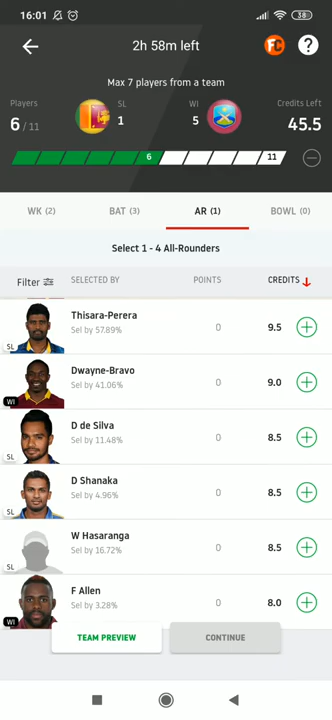 16:01
38
2h 58m left
FC
?
Max 7 players from a team
Players
6 / 11
SL
1
WI
5
Credits Left
45.5
6
11
WK (2)
BAT (3)
AR (1)
BOWL (0)
Select 1 - 4 All-Rounders
Filter
SELECTED BY
POINTS
CREDITS
Thisara-Perera
Sel by 57.89%
0
9.5
SL
Dwayne-Bravo
Sel by 41.06%
0
9.0
WI
D de Silva
Sel by 11.48%
0
8.5
SL
D Shanaka
Sel by 4.96%
0
8.5
SL
W Hasaranga
Sel by 16.72%
0
8.5
SL
F Allen
Sel by 3.28%
0
8.0
WI
TEAM PREVIEW
CONTINUE